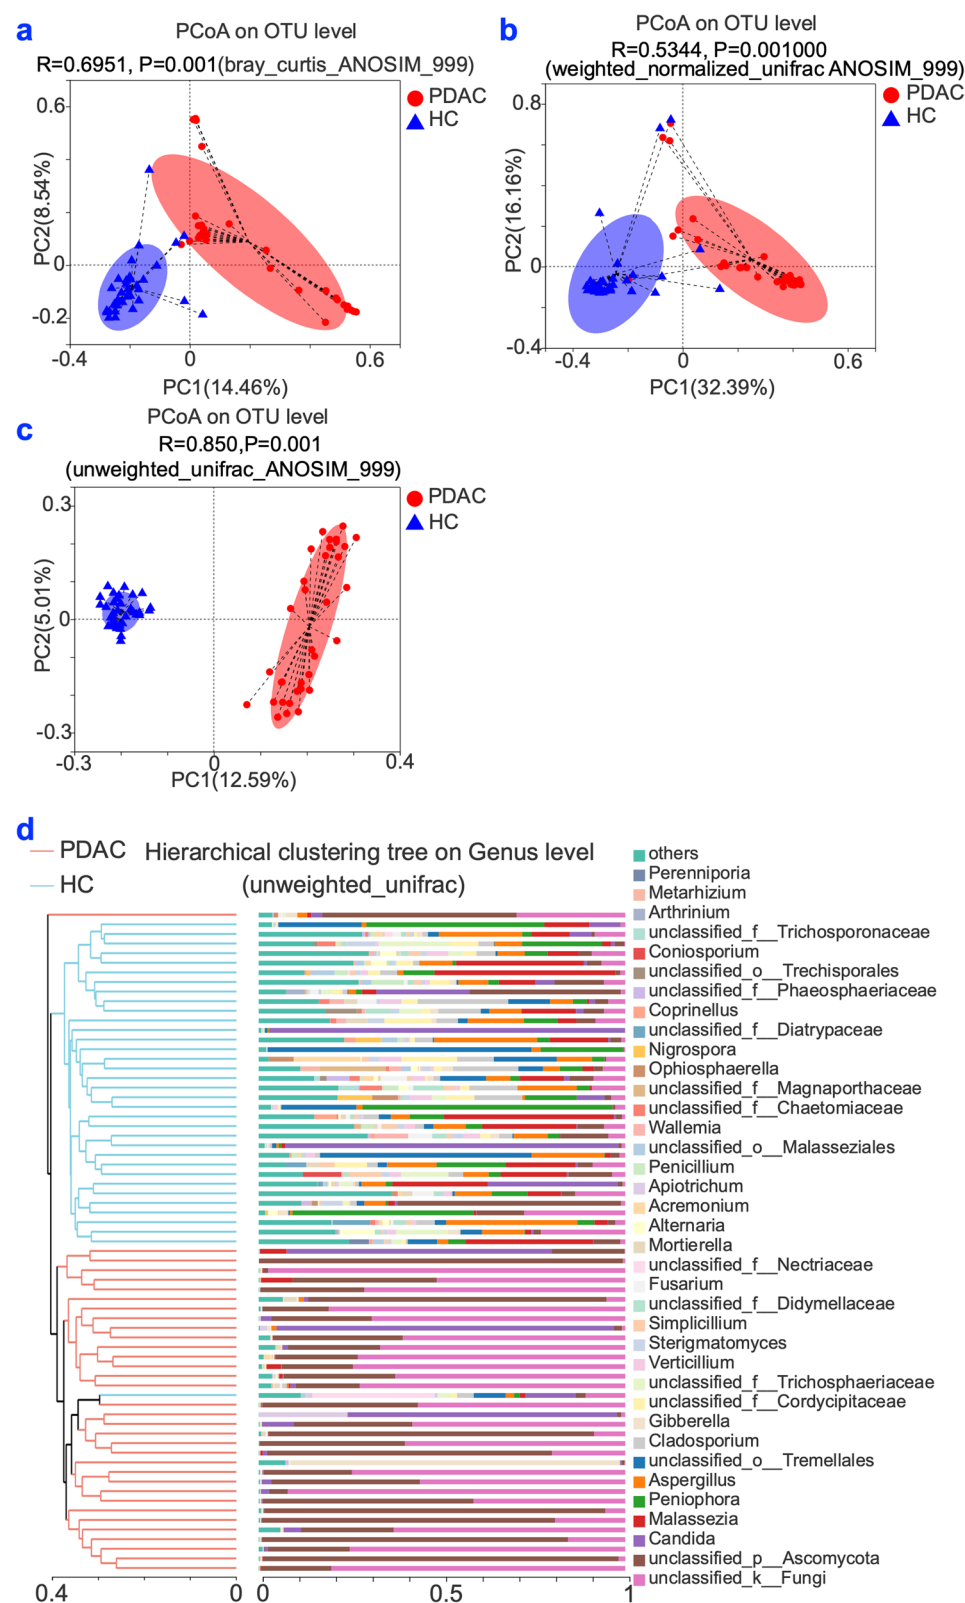 a
PCoA on OTU level
R=0.6951, P=0.001(bray_curtis_ANOSIM_999)
PDAC
HC
0.6
0
-0.2
PC2(8.54%)
-0.4
0
0.6
PC1(14.46%)
b
PCoA on OTU level
R=0.5344, P=0.001000
(weighted_normalized_unifrac ANOSIM_999)
PDAC
HC
0.8
0
-0.4
PC2(16.16%)
-0.4
0
0.6
PC1(32.39%)
c
PCoA on OTU level
R=0.850,P=0.001
(unweighted_unifrac_ANOSIM_999)
PDAC
HC
0.3
0
-0.3
PC2(5.01%)
-0.3
0
0.4
PC1(12.59%)
d
PDAC
HC
Hierarchical clustering tree on Genus level
(unweighted_unifrac)
others
Perenniporia
Metarhizium
Arthrinium
unclassified_f__Trichosporonaceae
Coniosporium
unclassified_o__Trechisporales
unclassified_f__Phaeosphaeriaceae
Coprinellus
unclassified_f__Diatrypaceae
Nigrospora
Ophiosphaerella
unclassified_f__Magnaporthaceae
unclassified_f__Chaetomiaceae
Wallemia
unclassified_o__Malasseziales
Penicillium
Apiotrichum
Acremonium
Alternaria
Mortierella
unclassified_f__Nectriaceae
Fusarium
unclassified_f__Didymellaceae
Simplicillium
Sterigmatomyces
Verticillium
unclassified_f__Trichosphaeriaceae
unclassified_f__Cordycipitaceae
Gibberella
Cladosporium
unclassified_o__Tremellales
Aspergillus
Peniophora
Malassezia
Candida
unclassified_p__Ascomycota
unclassified_k__Fungi
0.4
0
0
0.5
1